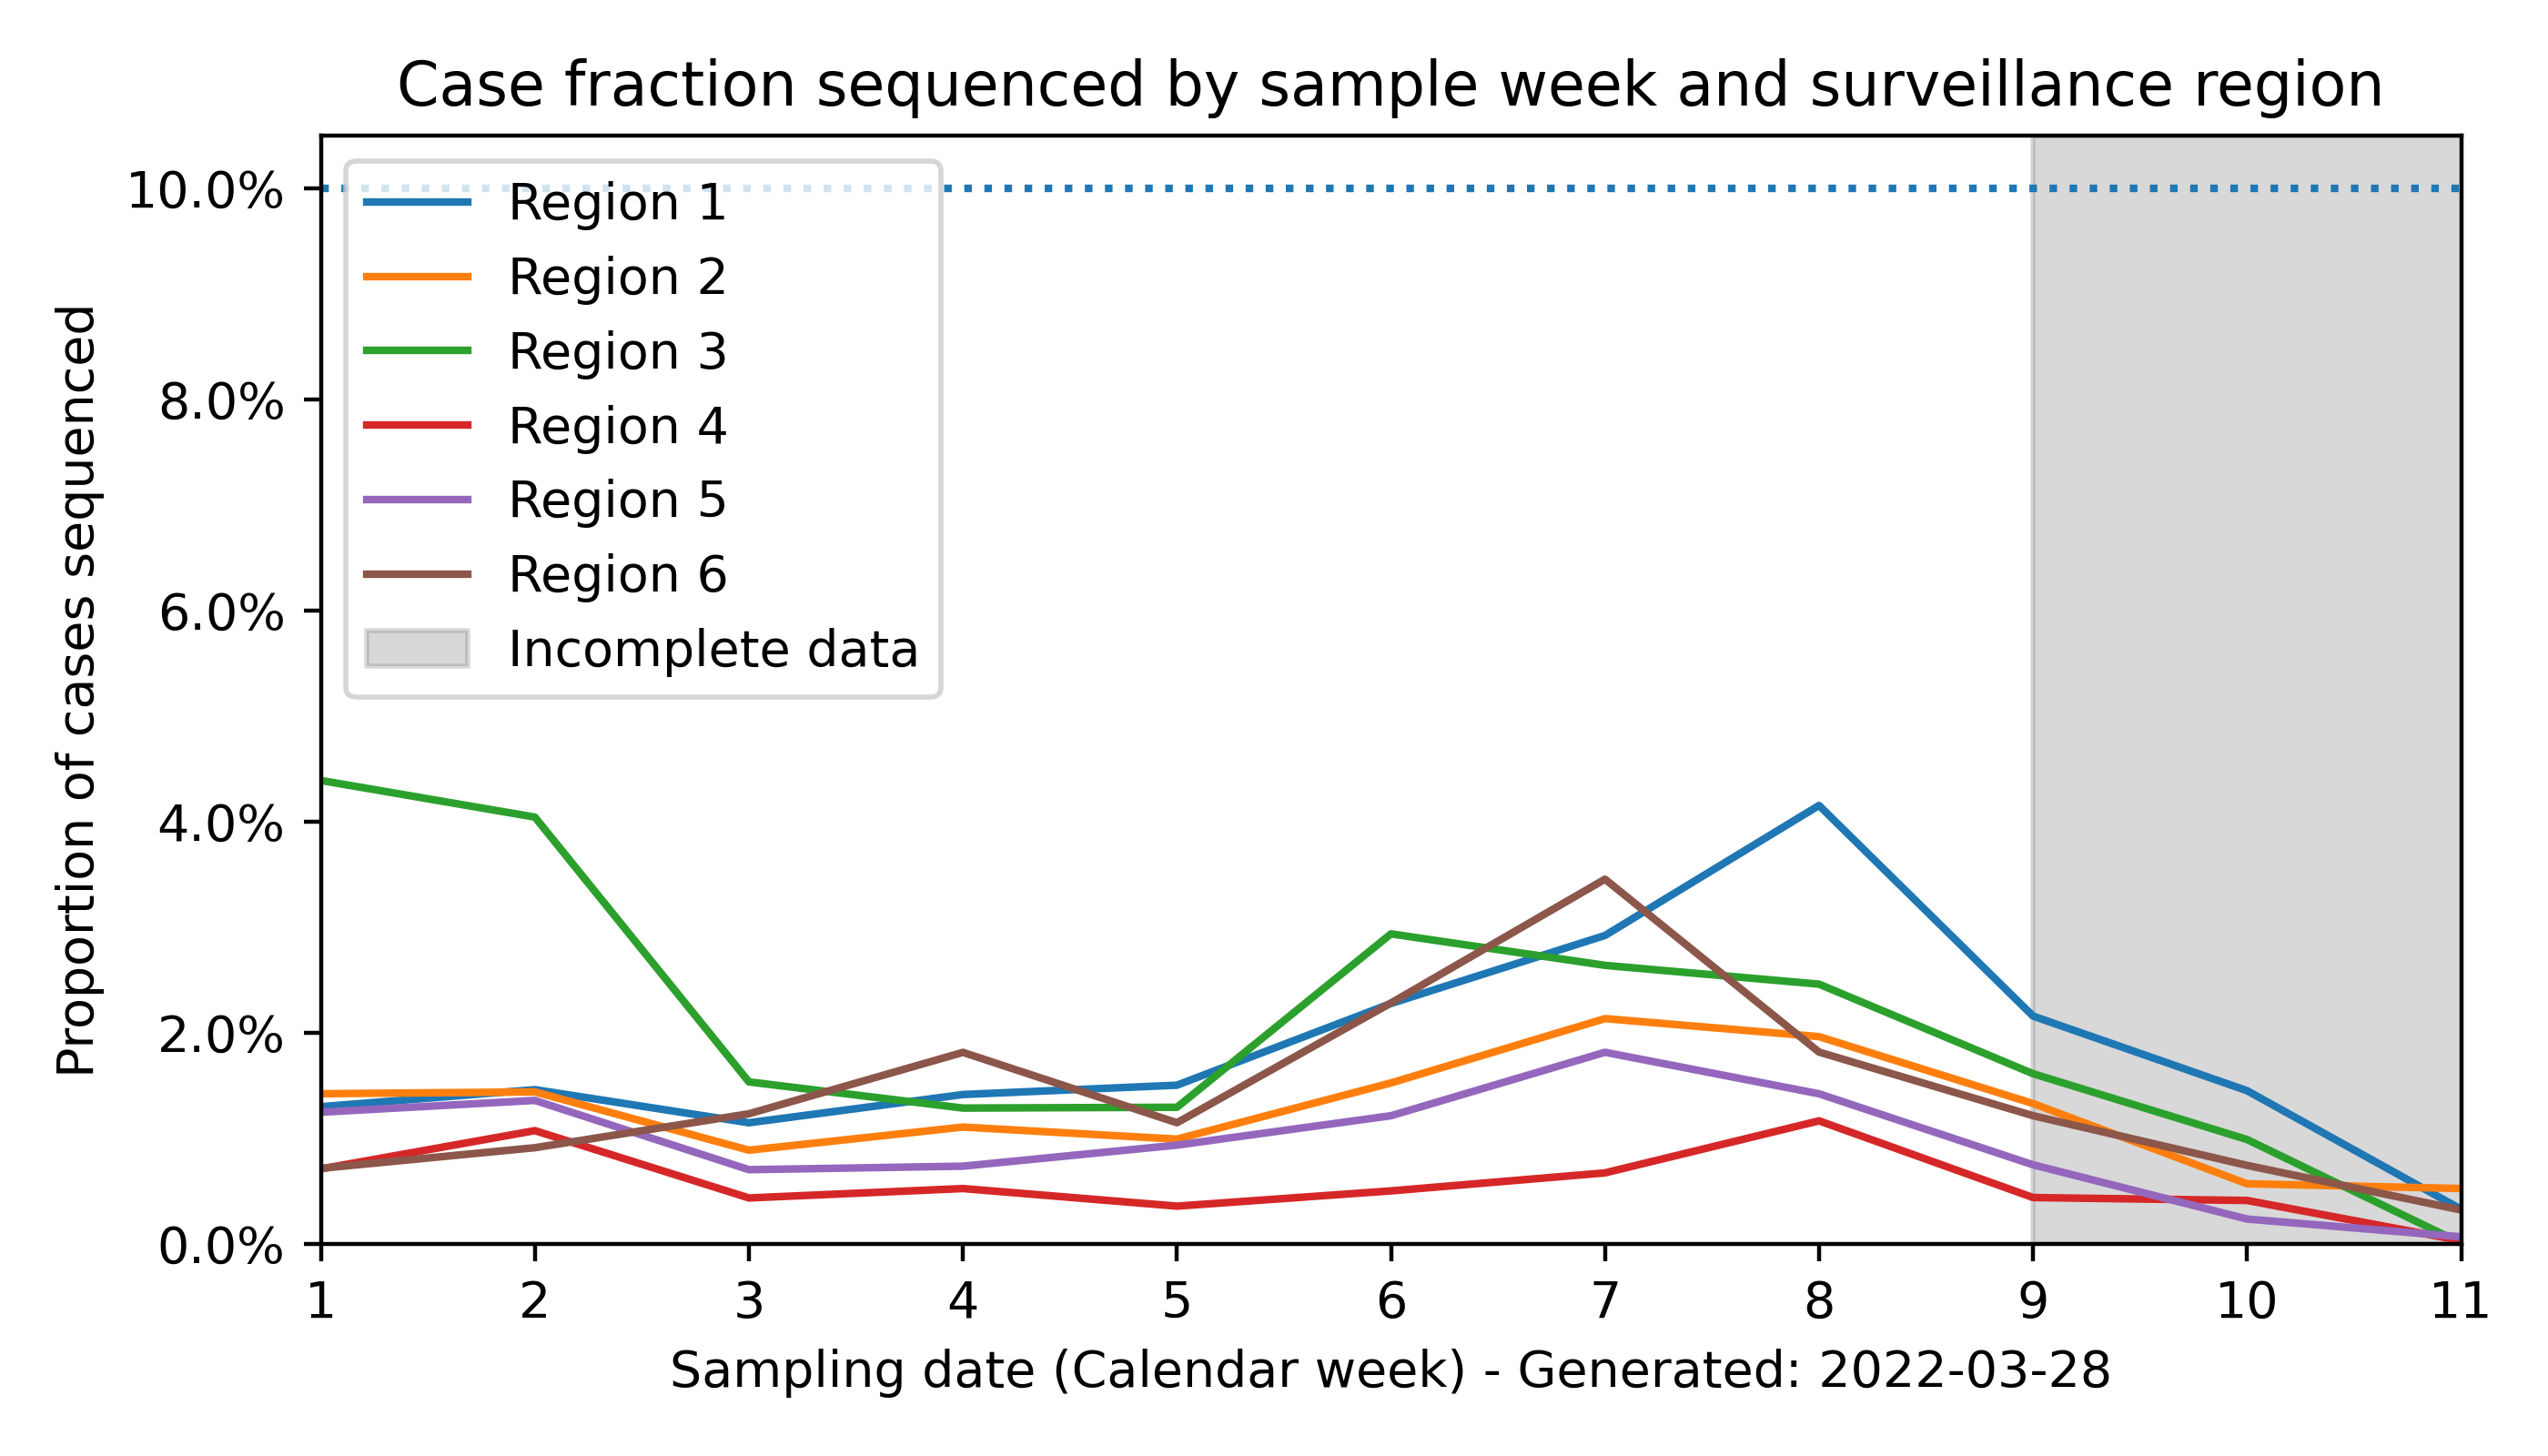 Case fraction sequenced by sample week and surveillance region
Proportion of cases sequenced
10.0%
8.0%
6.0%
4.0%
2.0%
0.0%
Region 1
Region 2
Region 3
Region 4
Region 5
Region 6
Incomplete data
1 2 3 4 5 6 7 8 9 10 11
Sampling date (Calendar week) - Generated: 2022-03-28